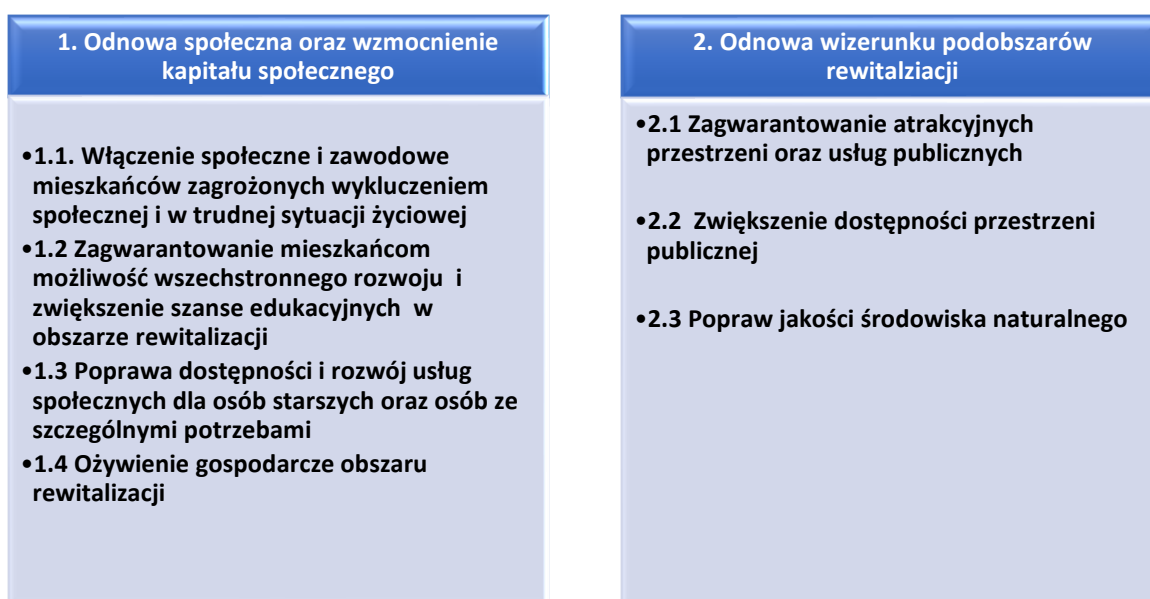 1. Odnowa społeczna oraz wzmocnienie
kapitału społecznego
•1.1. Włączenie społeczne i zawodowe
mieszkańców zagrożonych wykluczeniem
społecznej i w trudnej sytuacji życiowej
•1.2 Zagwarantowanie mieszkańcom
możliwość wszechstronnego rozwoju i
zwiększenie szanse edukacyjnych w
obszarze rewitalizacji
•1.3 Poprawa dostępności i rozwój usług
społecznych dla osób starszych oraz osób ze
szczególnymi potrzebami
•1.4 Ożywienie gospodarcze obszaru
rewitalizacji
2. Odnowa wizerunku podobszarów
rewitalziacji
•2.1 Zagwarantowanie atrakcyjnych
przestrzeni oraz usług publicznych
•2.2 Zwiększenie dostępności przestrzeni
publicznej
•2.3 Popraw jakości środowiska naturalnego